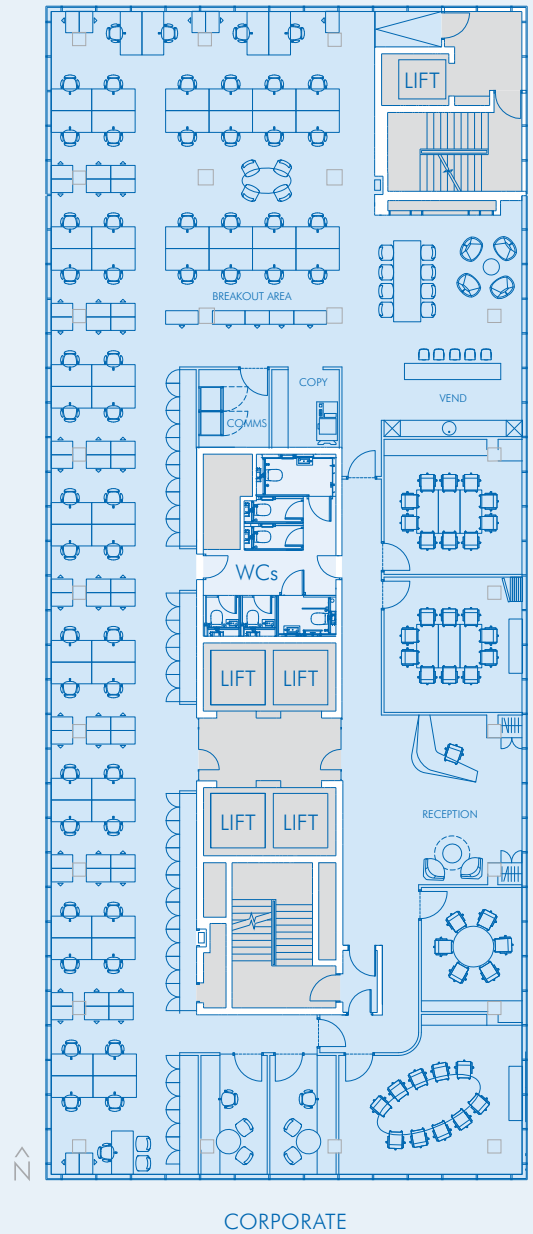 LIFT
BREAKOUT AREA
COPY
VEND
COMMS
WCs
LIFT LIFT
RECEPTION
LIFT LIFT
N
CORPORATE